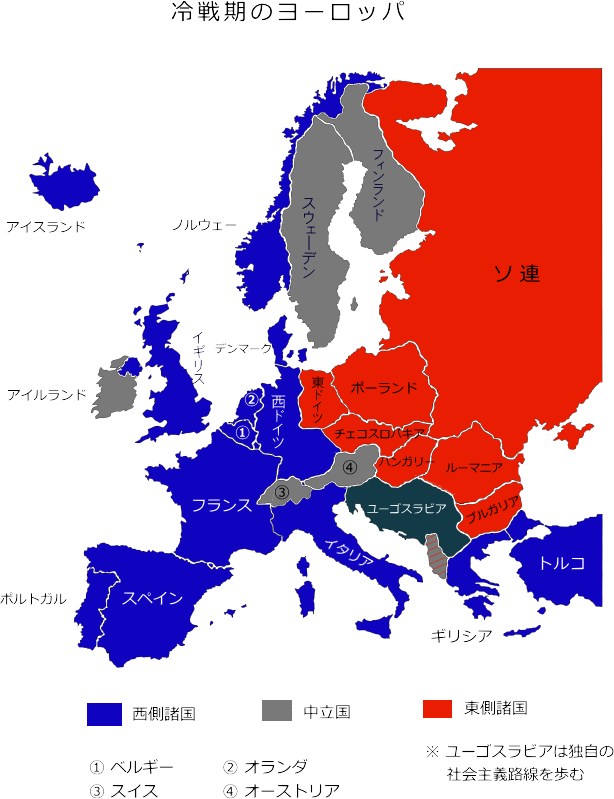 冷戦期のヨーロッパ
アイスランド
ノルウェー
スウェーデン
フィンランド
ソ連
イギリス
デンマーク
アイルランド
②
①
西ドイツ
東ドイツ
ポーランド
チェコスロバキア
④
ハンガリー
ルーマニア
③
フランス
ユーゴスラビア
ブルガリア
イタリア
トルコ
ポルトガル
スペイン
ギリシア
西側諸国
中立国
東側諸国
① ベルギー
② オランダ
③ スイス
④ オーストリア
※ ユーゴスラビアは独自の
社会主義路線を歩む